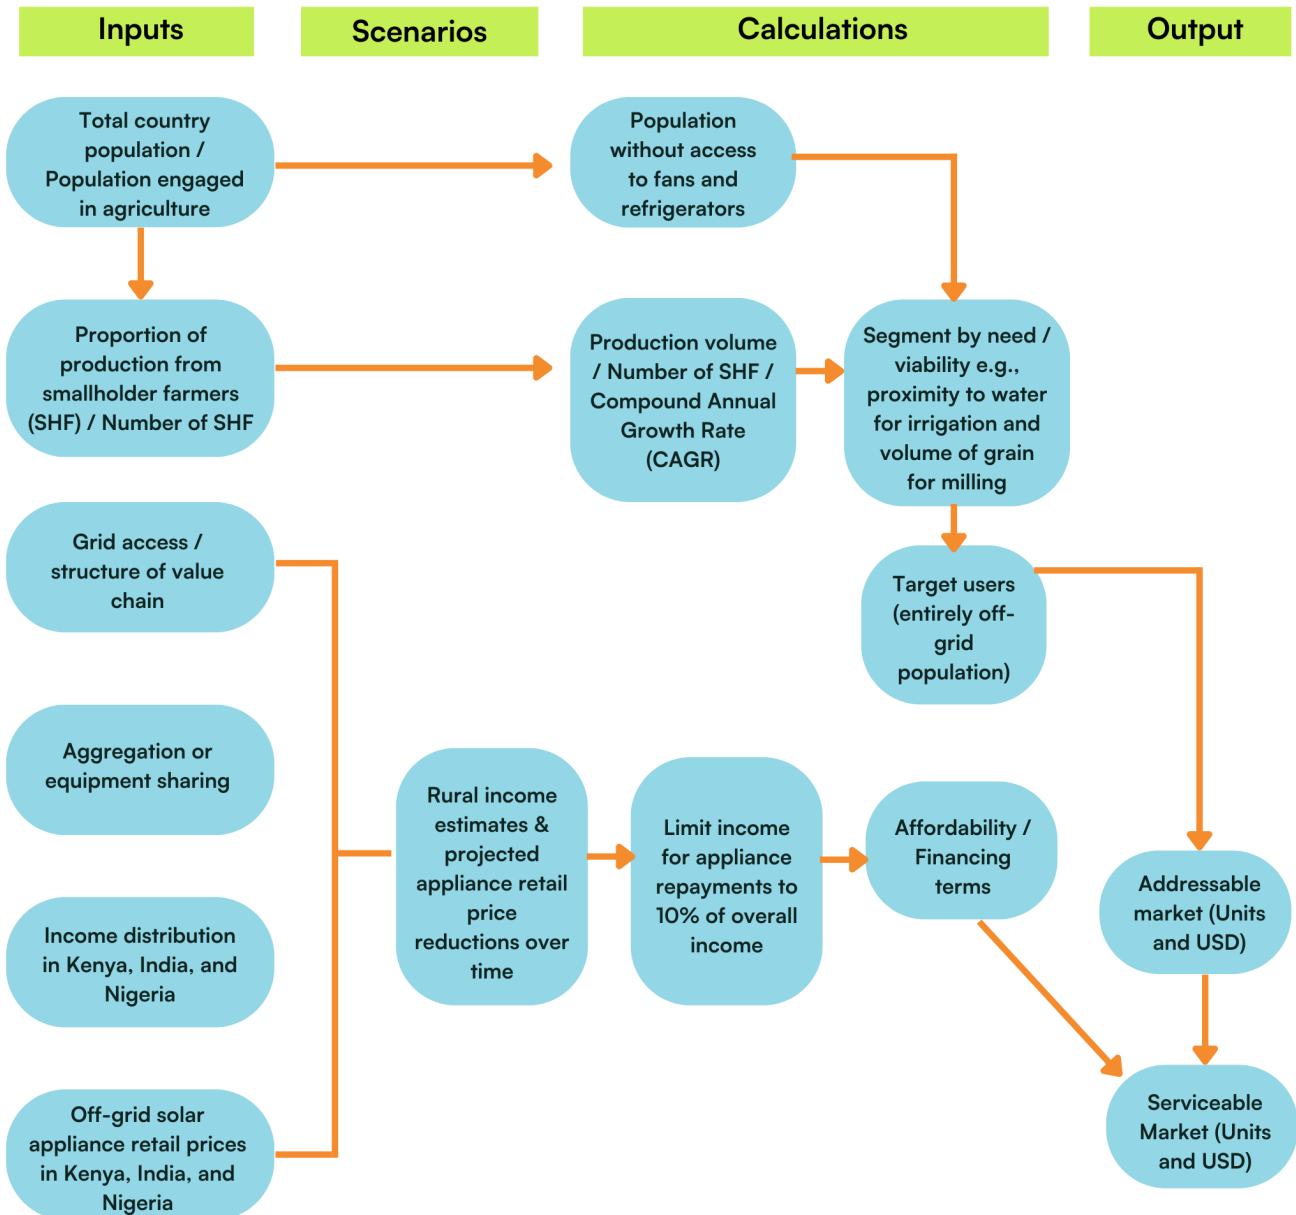 Inputs
Scenarios
Calculations
Output
Total country
population /
Population engaged
in agriculture
Population
without access
to fans and
refrigerators
Proportion of
production from
smallholder farmers
(SHF) / Number of SHF
Production volume
/ Number of SHF /
Compound Annual
Growth Rate
(CAGR)
Segment by need /
viability e.g.,
proximity to water
for irrigation and
volume of grain
for milling
Grid access /
structure of value
chain
Target users
(entirely off-
grid
population)
Aggregation or
equipment sharing
Rural income
estimates &
projected
appliance retail
price
reductions over
time
Limit income
for appliance
repayments to
10% of overall
income
Affordability /
Financing
terms
Addressable
market (Units
and USD)
Income distribution
in Kenya, India, and
Nigeria
Off-grid solar
appliance retail prices
in Kenya, India, and
Nigeria
Serviceable
Market (Units
and USD)